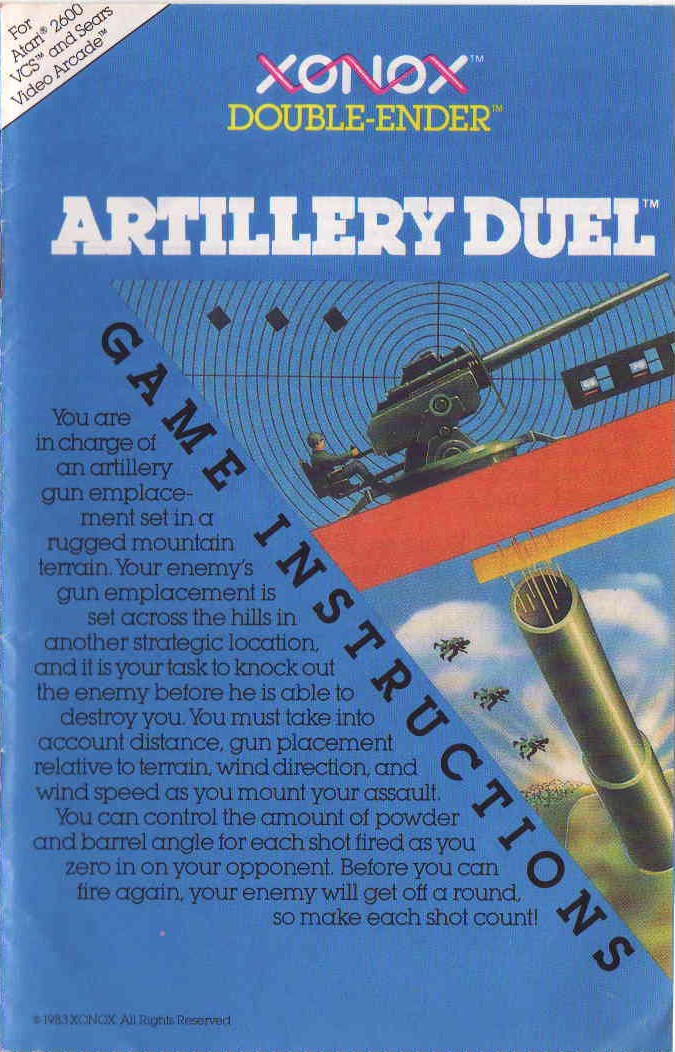 For
Atari® 2600
VCS™ and Sears
Video Arcade™
XONOX™
DOUBLE-ENDER™
ARTILLERY DUEL™
GAME INSTRUCTIONS
You are
in charge of
an artillery
gun emplace-
ment set in a
rugged mountain
terrain. Your enemy's
gun emplacement is
set across the hills in
another strategic location,
and it is your task to knock out
the enemy before he is able to
destroy you. You must take into
account distance, gun placement
relative to terrain, wind direction, and
wind speed as you mount your assault.
You can control the amount of powder
and barrel angle for each shot fired as you
zero in on your opponent. Before you can
fire again, your enemy will get off a round,
so make each shot count!
© 1983 XONOX All Rights Reserved